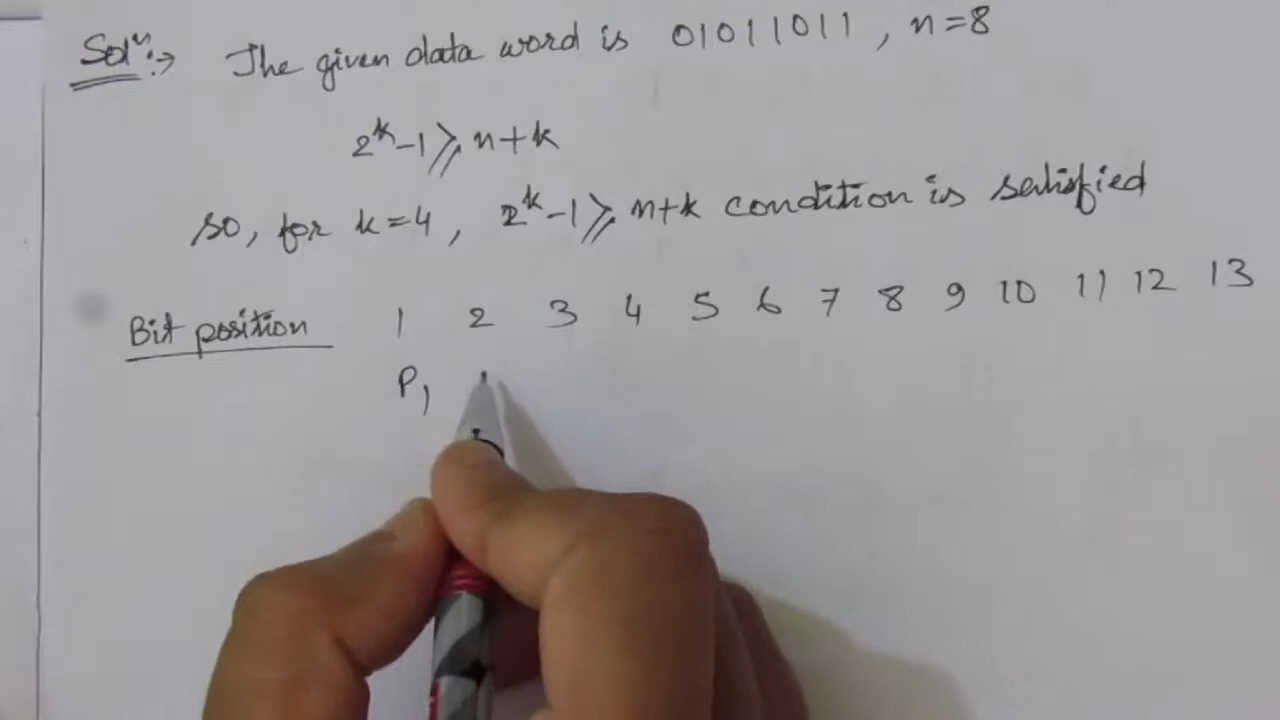 Solⁿ:→ The given data word is 01011011, n=8
2ᵏ-1⩾n+k
so, for k=4, 2ᵏ-1⩾n+k condition is satisfied
Bit position 1 2 3 4 5 6 7 8 9 10 11 12 13
P₁